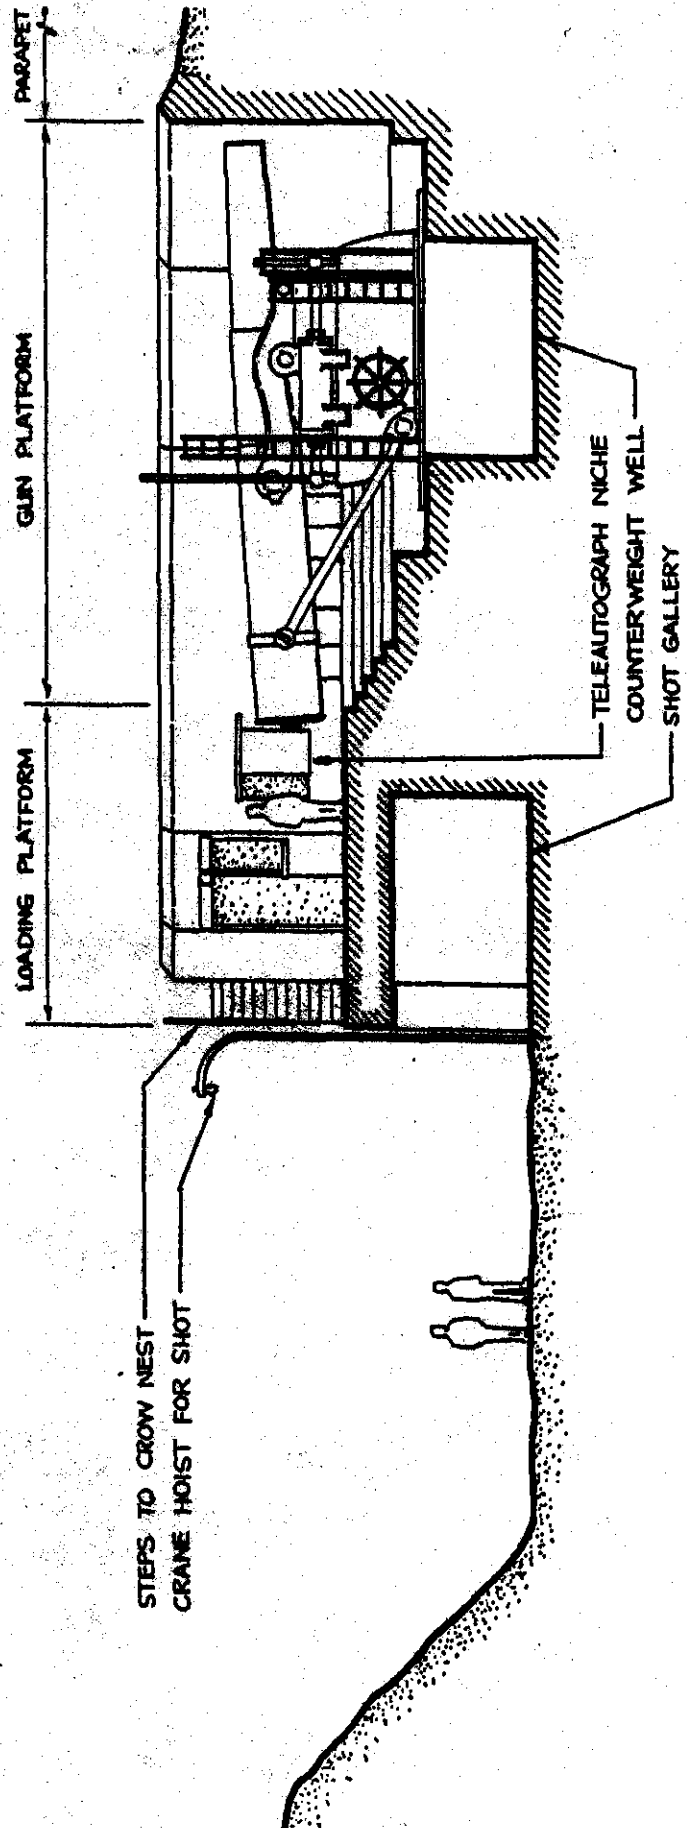 LOADING PLATFORM
GUN PLATFORM
PARAPET
STEPS TO CROW NEST
CRANE HOIST FOR SHOT
TELEAUTOGRAPH NICHE
COUNTERWEIGHT WELL
SHOT GALLERY